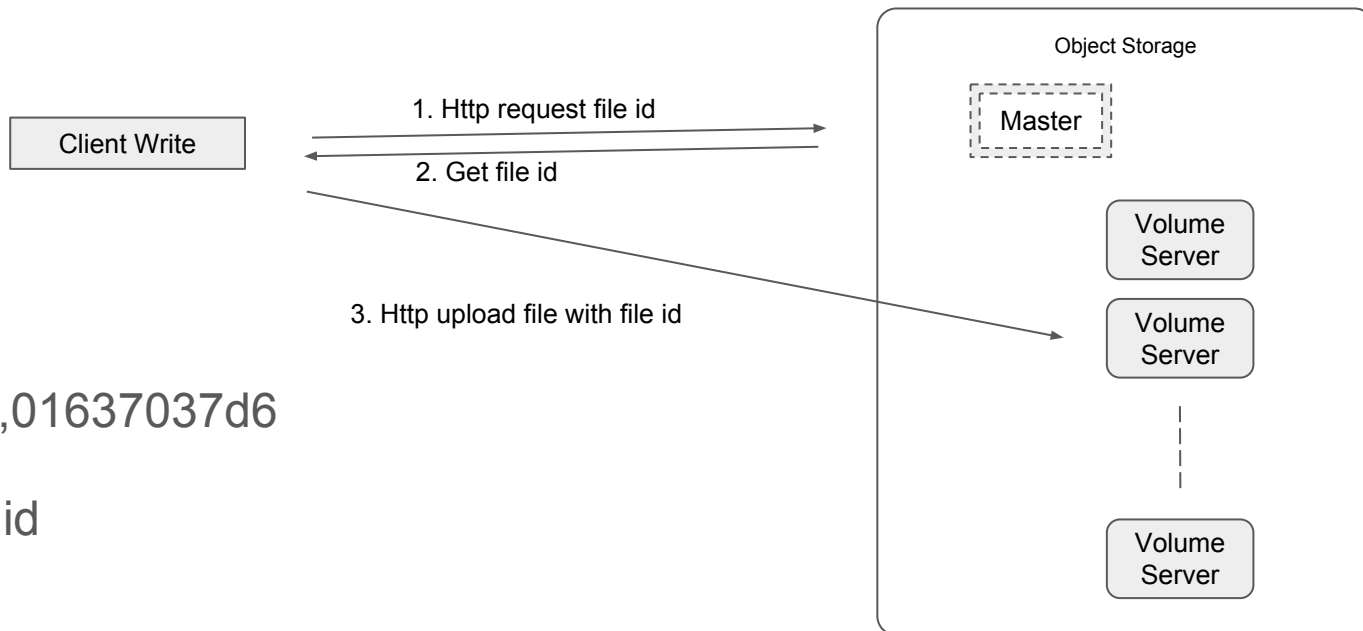 Object Storage
1. Http request file id
Master
Client Write
2. Get file id
Volume
Server
3. Http upload file with file id
Volume
Server
,01637037d6
id
Volume
Server